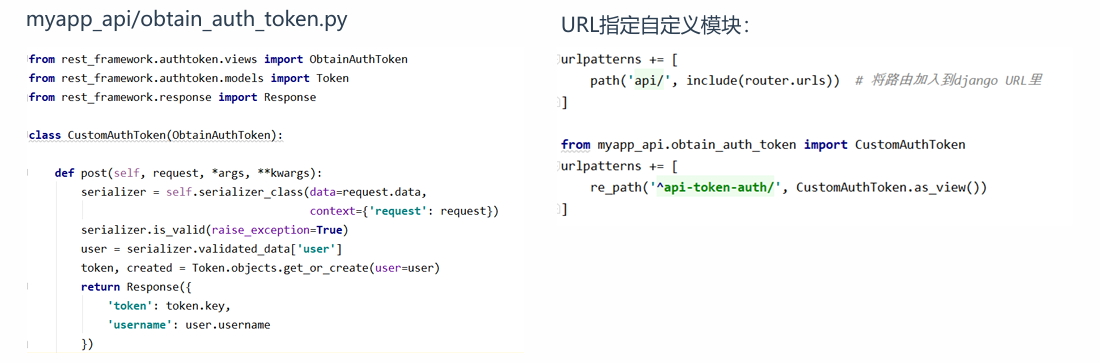 myapp_api/obtain_auth_token.py
from rest_framework.authtoken.views import ObtainAuthToken
from rest_framework.authtoken.models import Token
from rest_framework.response import Response
class CustomAuthToken(ObtainAuthToken):
    def post(self, request, *args, **kwargs):
        serializer = self.serializer_class(data=request.data,
                                           context={'request': request})
        serializer.is_valid(raise_exception=True)
        user = serializer.validated_data['user']
        token, created = Token.objects.get_or_create(user=user)
        return Response({
            'token': token.key,
            'username': user.username
        })
URL指定自定义模块：
urlpatterns += [
    path('api/', include(router.urls))  # 将路由加入到django URL里
]
from myapp_api.obtain_auth_token import CustomAuthToken
urlpatterns += [
    re_path('^api-token-auth/', CustomAuthToken.as_view())
]